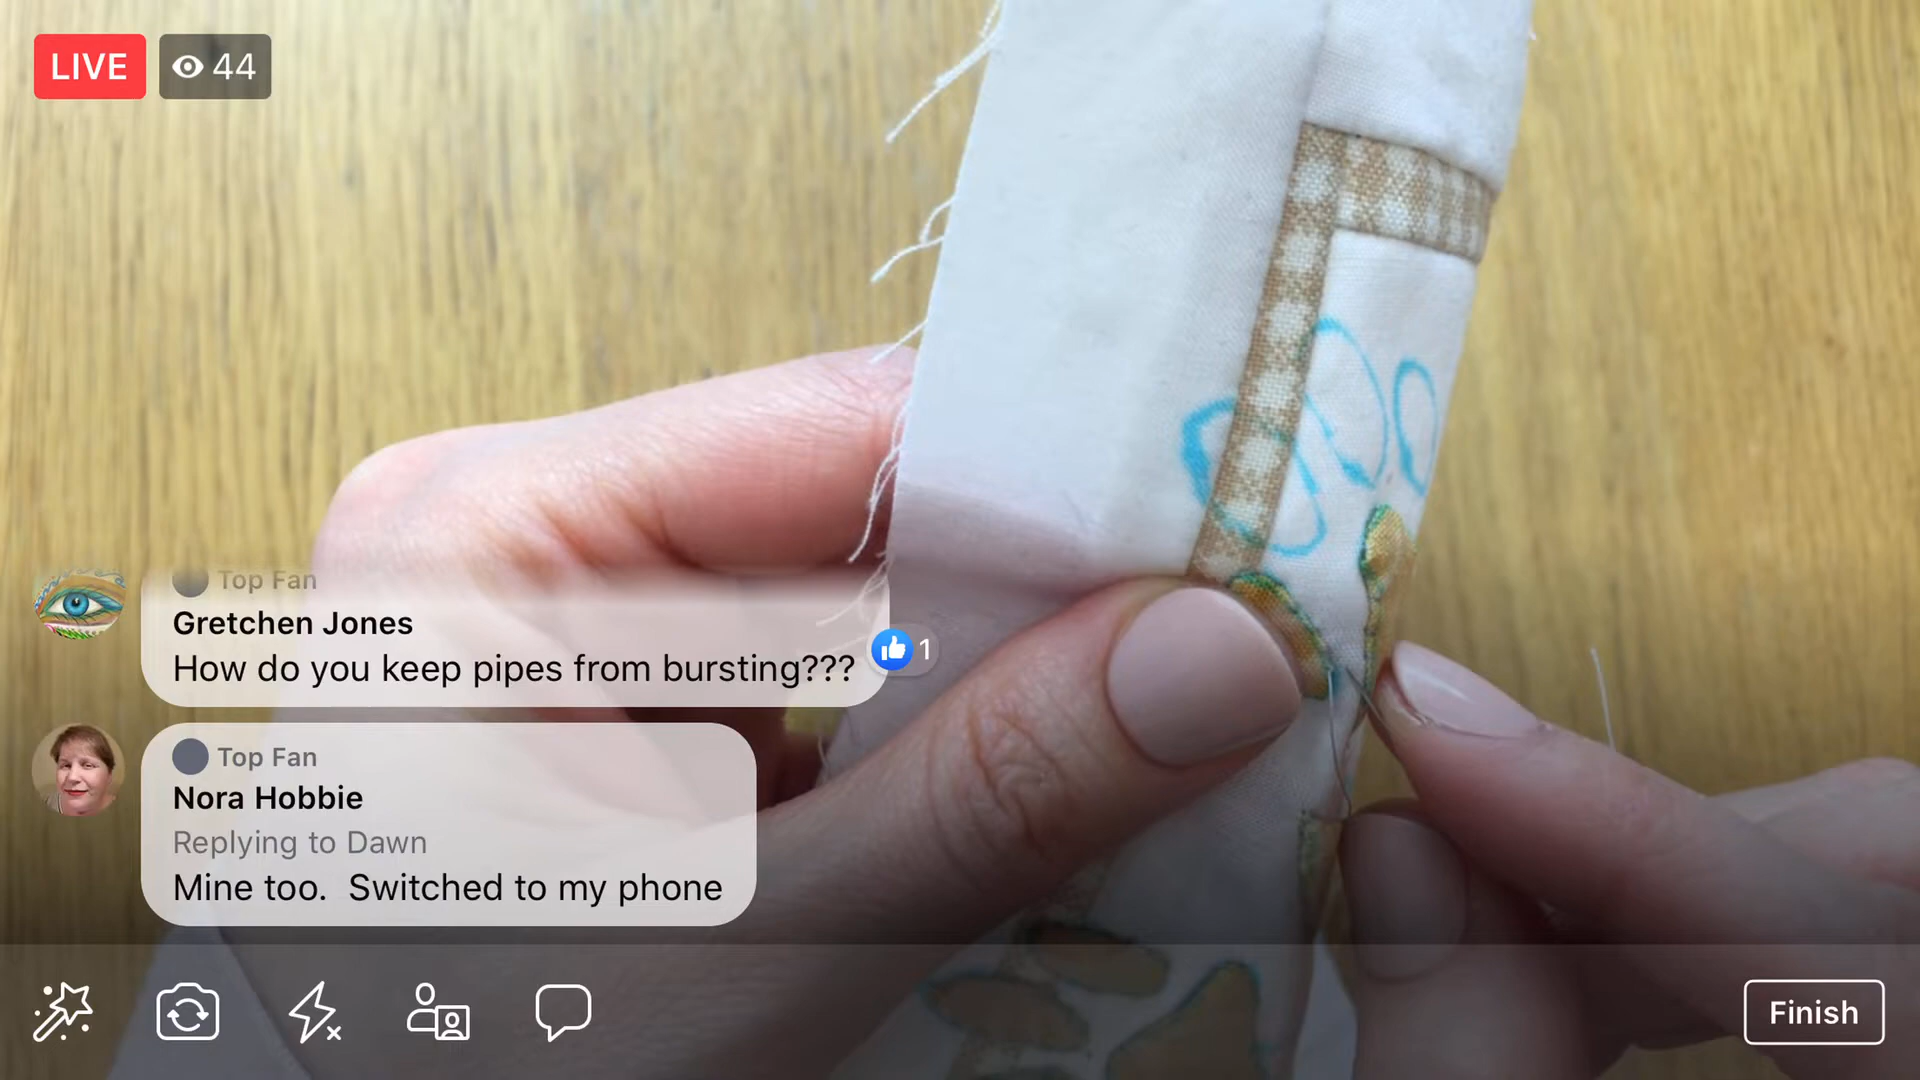 LIVE
44
Top Fan
Gretchen Jones
How do you keep pipes from bursting???
1
Top Fan
Nora Hobbie
Replying to Dawn
Mine too.  Switched to my phone
Finish